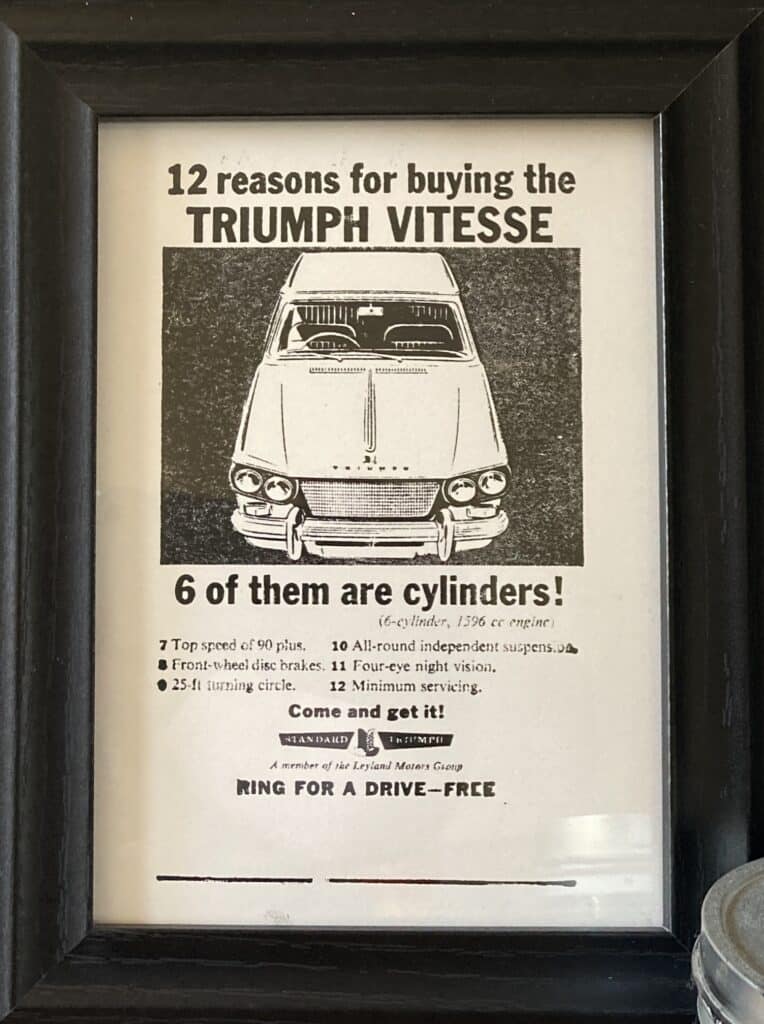 12 reasons for buying the
TRIUMPH VITESSE
TRIUMPH
6 of them are cylinders!
(6-cylinder, 1596 cc engine)
7 Top speed of 90 plus. 10 All-round independent suspension.
8 Front-wheel disc brakes. 11 Four-eye night vision.
9 25-ft turning circle. 12 Minimum servicing.
Come and get it!
STANDARD TRIUMPH
A member of the Leyland Motors Group
RING FOR A DRIVE—FREE